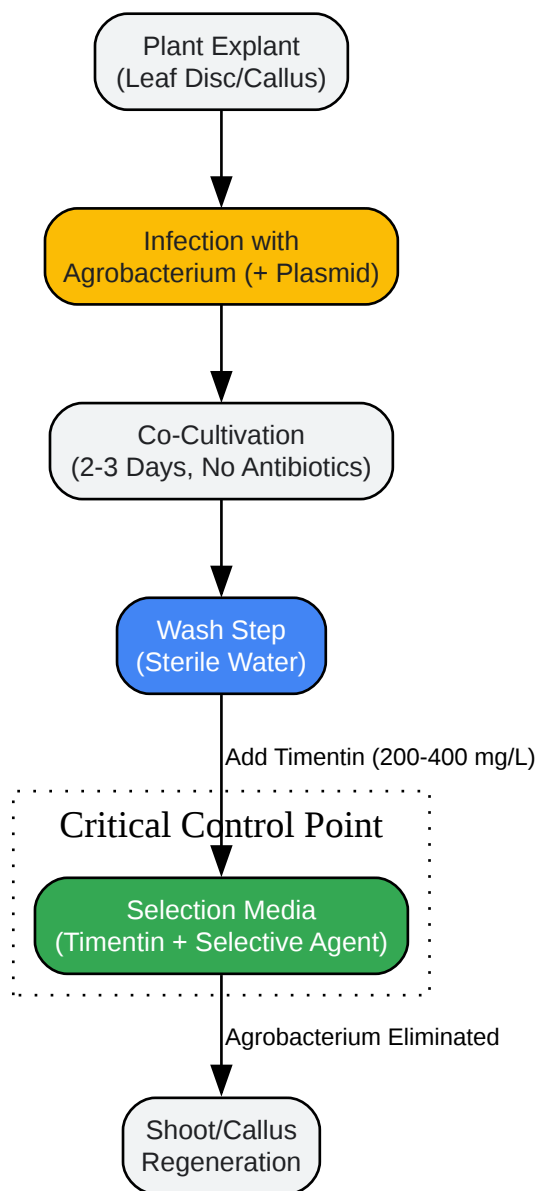 Plant Explant
(Leaf Disc/Callus)
Infection with
Agrobacterium (+ Plasmid)
Co-Cultivation
(2-3 Days, No Antibiotics)
Wash Step
(Sterile Water)
Add Timentin (200-400 mg/L)
Critical Control Point
Selection Media
(Timentin + Selective Agent)
Agrobacterium Eliminated
Shoot/Callus
Regeneration